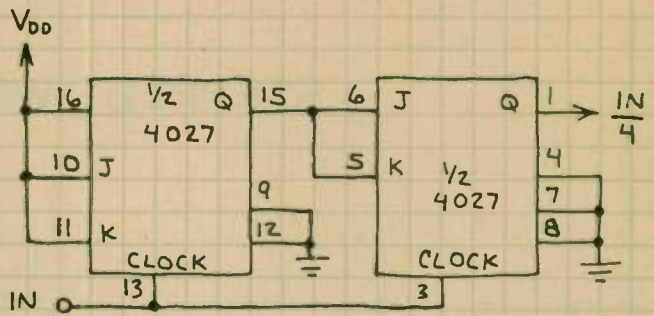 VDD
16 ½ Q 15 6 J Q 1 IN/4
4027
10 J 5 K 4
9 ½ 7
4027
11 K 12 8
CLOCK CLOCK
13 3
IN